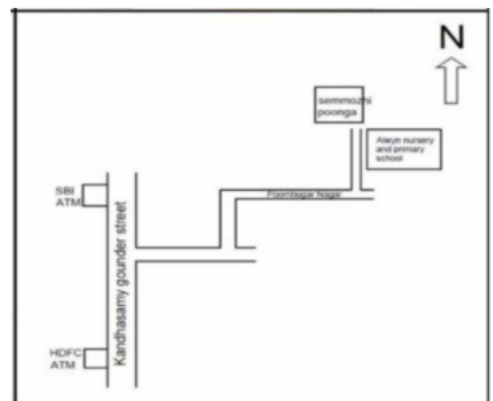 N
semmozhi
poonga
Alwyn nursery
and primary
school
Poombugar Nagar
SBI
ATM
Kandhasamy gounder street
HDFC
ATM